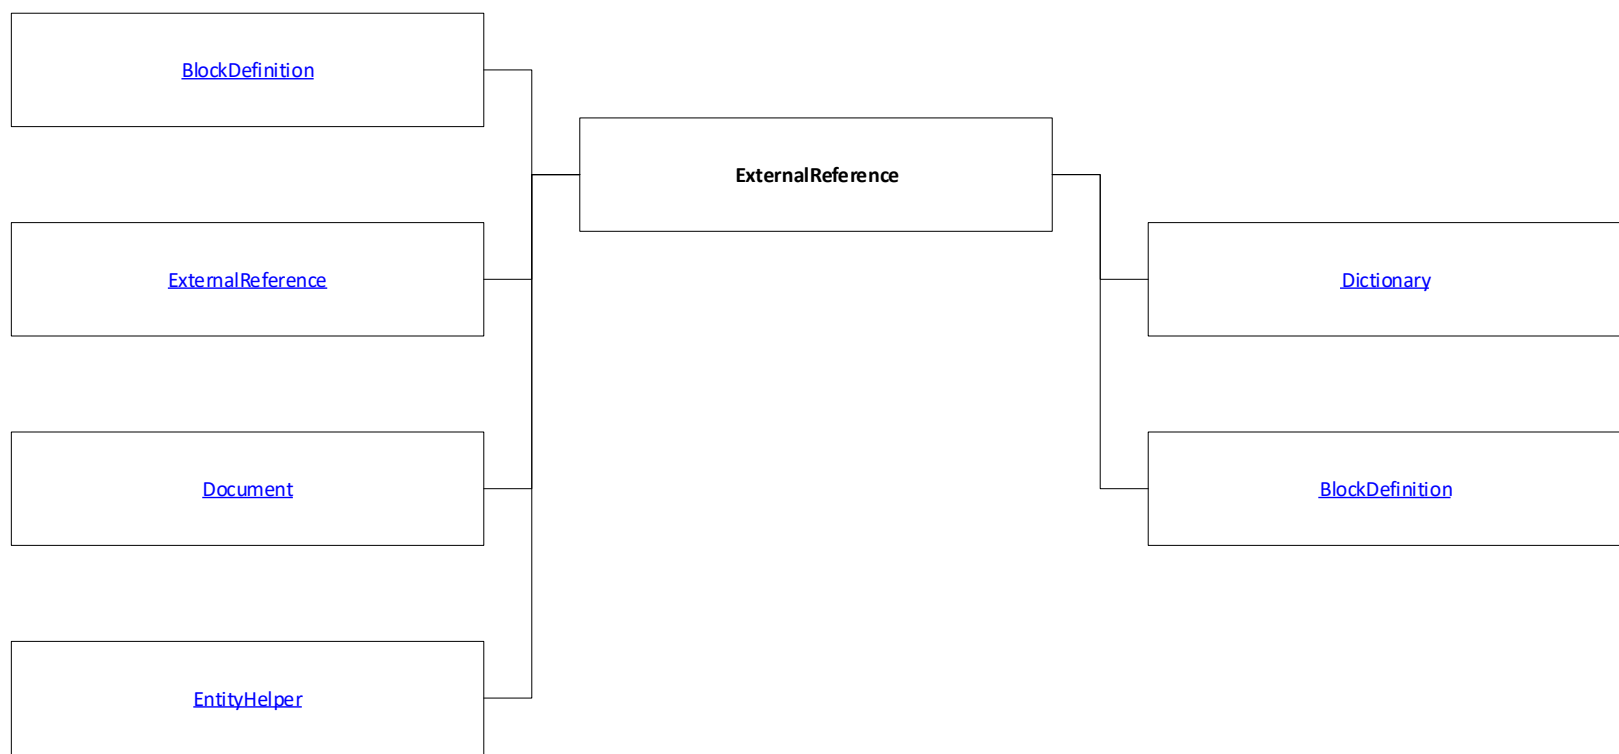 BlockDefinition
ExternalReference
ExternalReference
Dictionary
Document
BlockDefinition
EntityHelper